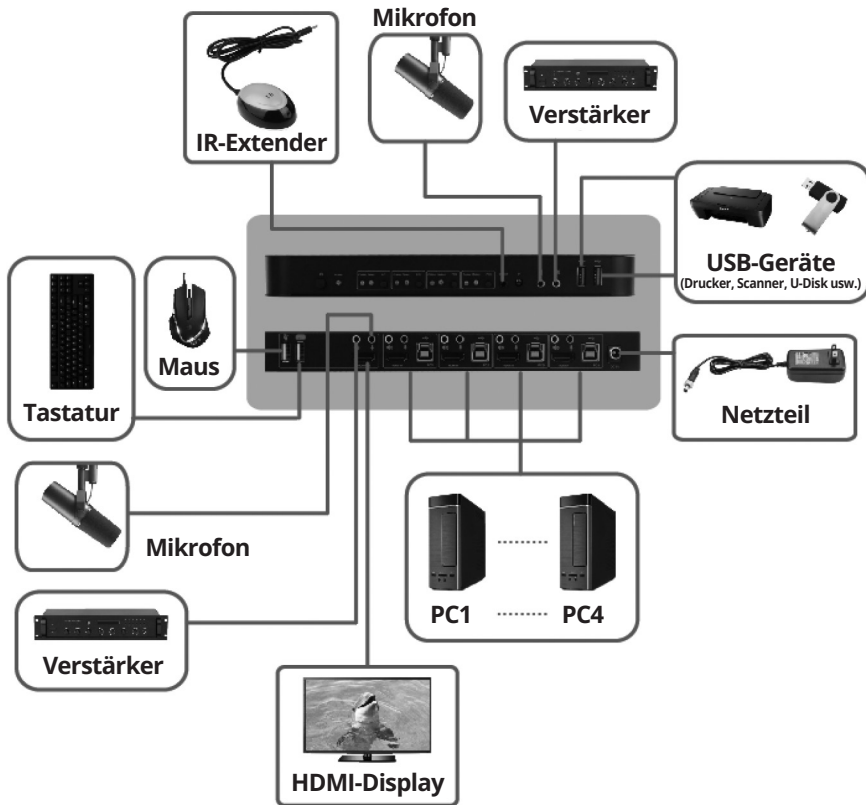 Mikrofon
IR-Extender
Verstärker
USB-Geräte
(Drucker, Scanner, U-Disk usw.)
Maus
Tastatur
Netzteil
Mikrofon
PC1
PC4
Verstärker
HDMI-Display